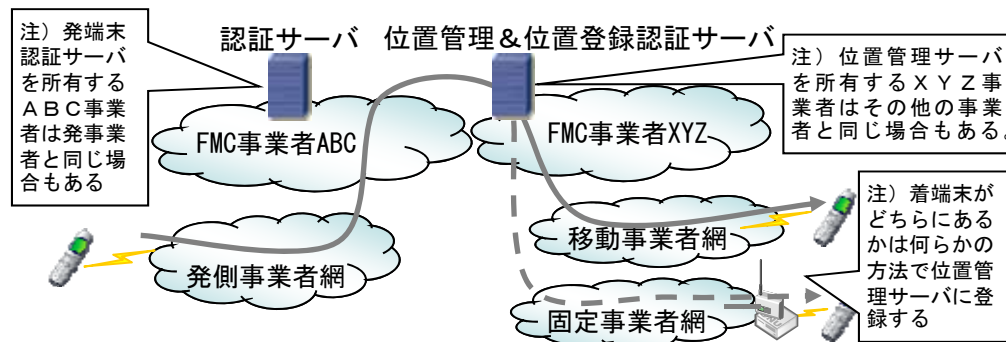 注）発端末
認証サーバ
を所有する
ＡＢＣ事業
者は発事業
者と同じ場
合もある
認証サーバ
位置管理＆位置登録認証サーバ
注）位置管理サーバ
を所有するＸＹＺ事
業者はその他の事業
者と同じ場合もある。
FMC事業者ABC
FMC事業者XYZ
発側事業者網
移動事業者網
固定事業者網
注）着端末が
どちらにある
かは何らかの
方法で位置管
理サーバに登
録する